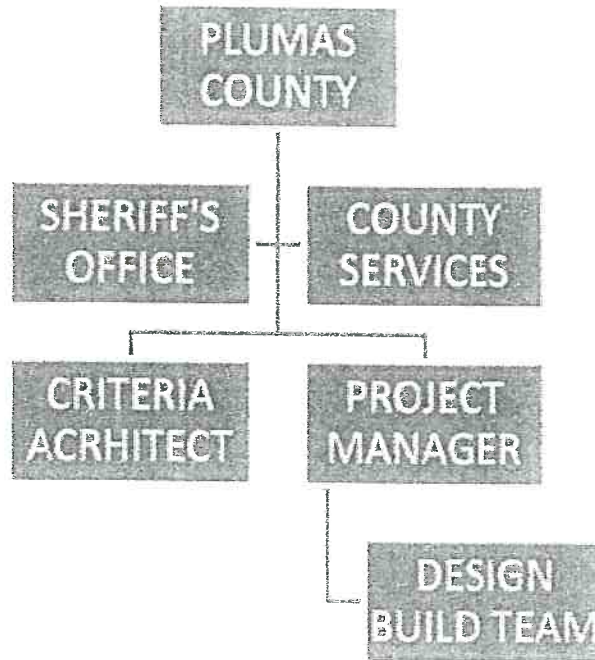 PLUMAS
COUNTY
SHERIFF'S
OFFICE
COUNTY
SERVICES
CRITERIA
ACRHITECT
PROJECT
MANAGER
DESIGN
BUILD TEAM